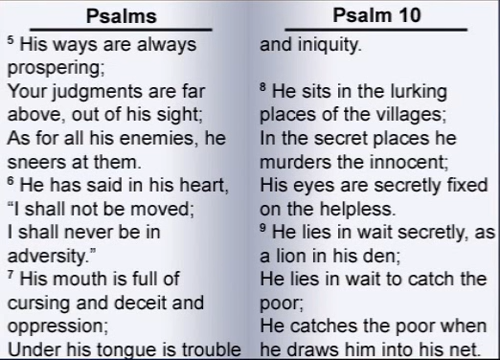 Psalms
⁵ His ways are always
prospering;
Your judgments are far
above, out of his sight;
As for all his enemies, he
sneers at them.
⁶ He has said in his heart,
“I shall not be moved;
I shall never be in
adversity.”
⁷ His mouth is full of
cursing and deceit and
oppression;
Under his tongue is trouble
Psalm 10
and iniquity.
⁸ He sits in the lurking
places of the villages;
In the secret places he
murders the innocent;
His eyes are secretly fixed
on the helpless.
⁹ He lies in wait secretly, as
a lion in his den;
He lies in wait to catch the
poor;
He catches the poor when
he draws him into his net.